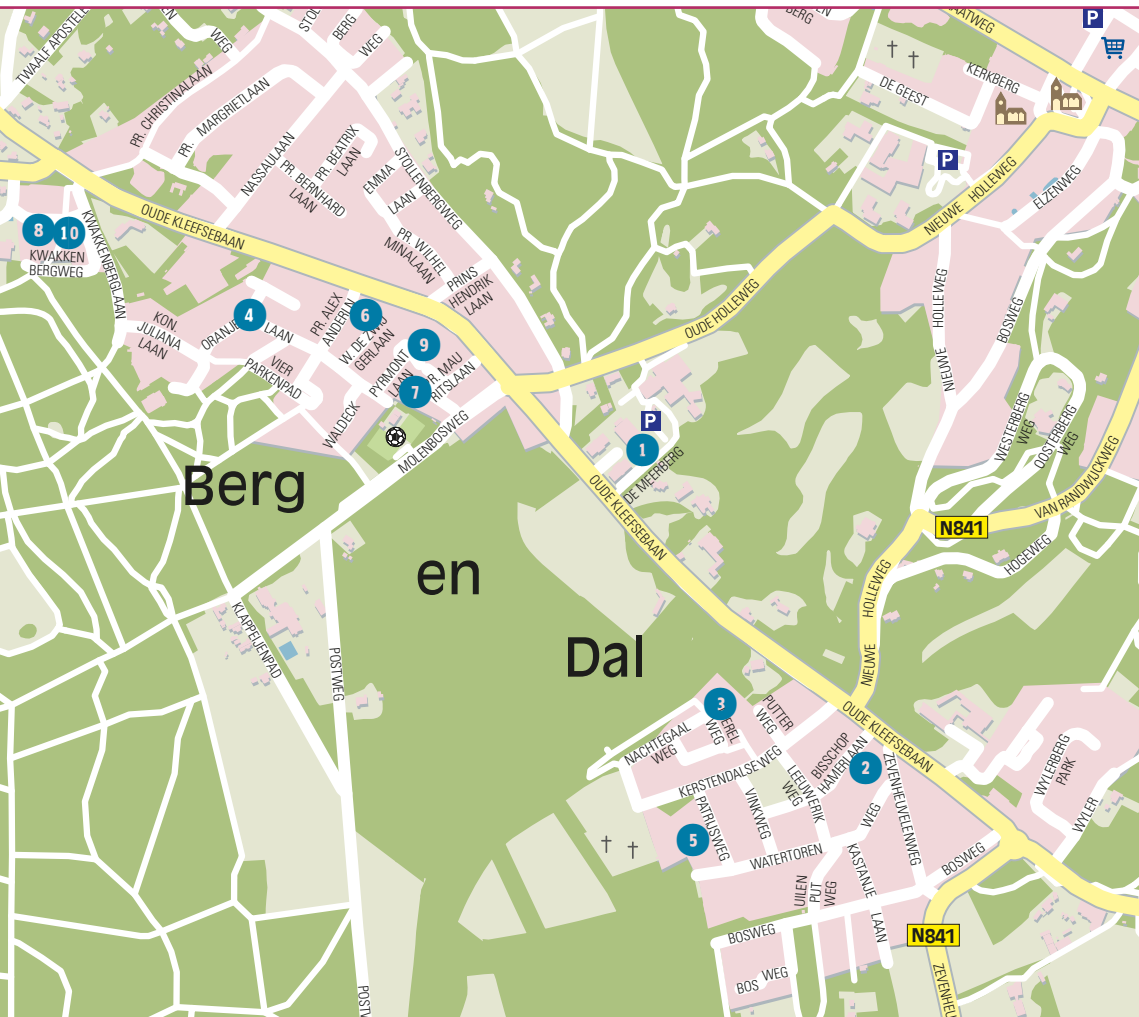 TWAALF APOSTELE
WEG
BERG
WEG
BERG
P
KERKBERG
DE GEEST
PR. CHRISTINALAAN
PR. MARGRIETLAAN
NASSAULAAN
PR. BEATRIX
LAAN
PR. BERNHARD
LAAN
EMMA
LAAN
STOLLENBERGWEG
P
NIEUWE HOLLEWEG
ELZENWEG
OUDE KLEEFSEBAAN
8
10
KWAKKEN
BERGWEG
KWAKKENBERGLAAN
PR. WILHEL
MINALAAN
PRINS
HENDRIK
LAAN
OUDE HOLLEWEG
NIEUWE HOLLEWEG
BOSWEG
KON.
JULIANA
LAAN
ORANJE LAAN
4
PR. ALEX
ANDERLN
6
W. DE ZWIJ
GERLAAN
9
VIER
PARKENPAD
WALDECK PYRMONT
LAAN
7
PR. MAU
RITSLAAN
MOLENBOSWEG
P
1
DE MEERBERG
WESTERBERG
WEG
OOSTERBERG
WEG
VAN RANDWIJCKWEG
N841
HOGEWEG
Berg
en
Dal
OUDE KLEEFSEBAAN
NIEUWE HOLLEWEG
KLAPPEIJENPAD
POSTWEG
3
PUTTER
WEG
NACHTEGAAL
WEG
WEG
BISSCHOP
HAMERLAAN
2
OUDE KLEEFSEBAAN
KERSTENDALSEWEG
LEEUWERIK
WEG
ZEVENHEUVELENWEG
WYLERBERG
PARK
WYLER
PATRIJSWEG
5
VINKWEG
WATERTOREN WEG
KASTANJE
LAAN
UILEN
PUT
WEG
BOSWEG
BOSWEG
BOS WEG
N841